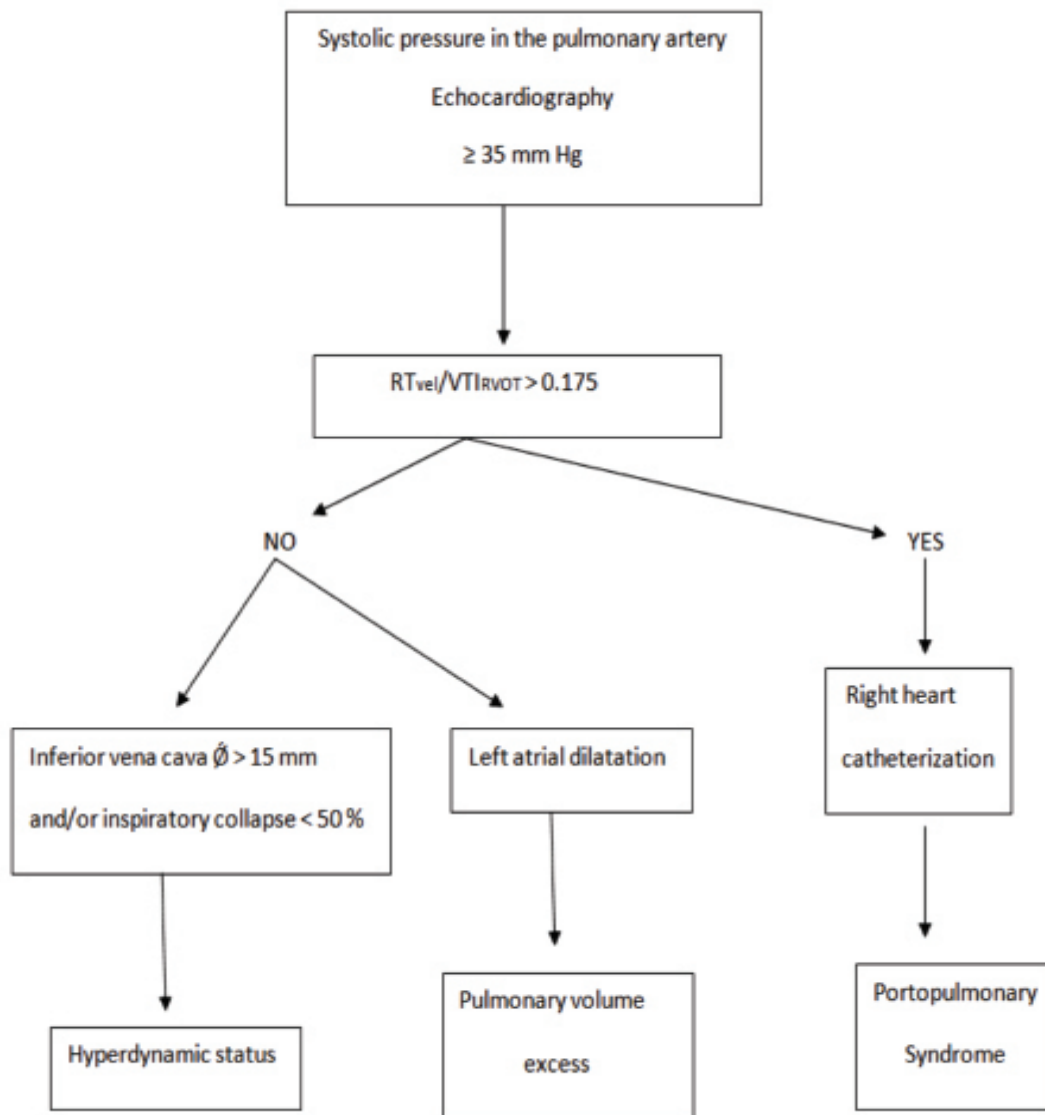 Systolic pressure in the pulmonary artery
Echocardiography
≥ 35 mm Hg
RTvel/VTIRVOT > 0.175
NO
YES
Inferior vena cava Ǿ > 15 mm
and/or inspiratory collapse < 50 %
Left atrial dilatation
Right heart
catheterization
Hyperdynamic status
Pulmonary volume
excess
Portopulmonary
Syndrome